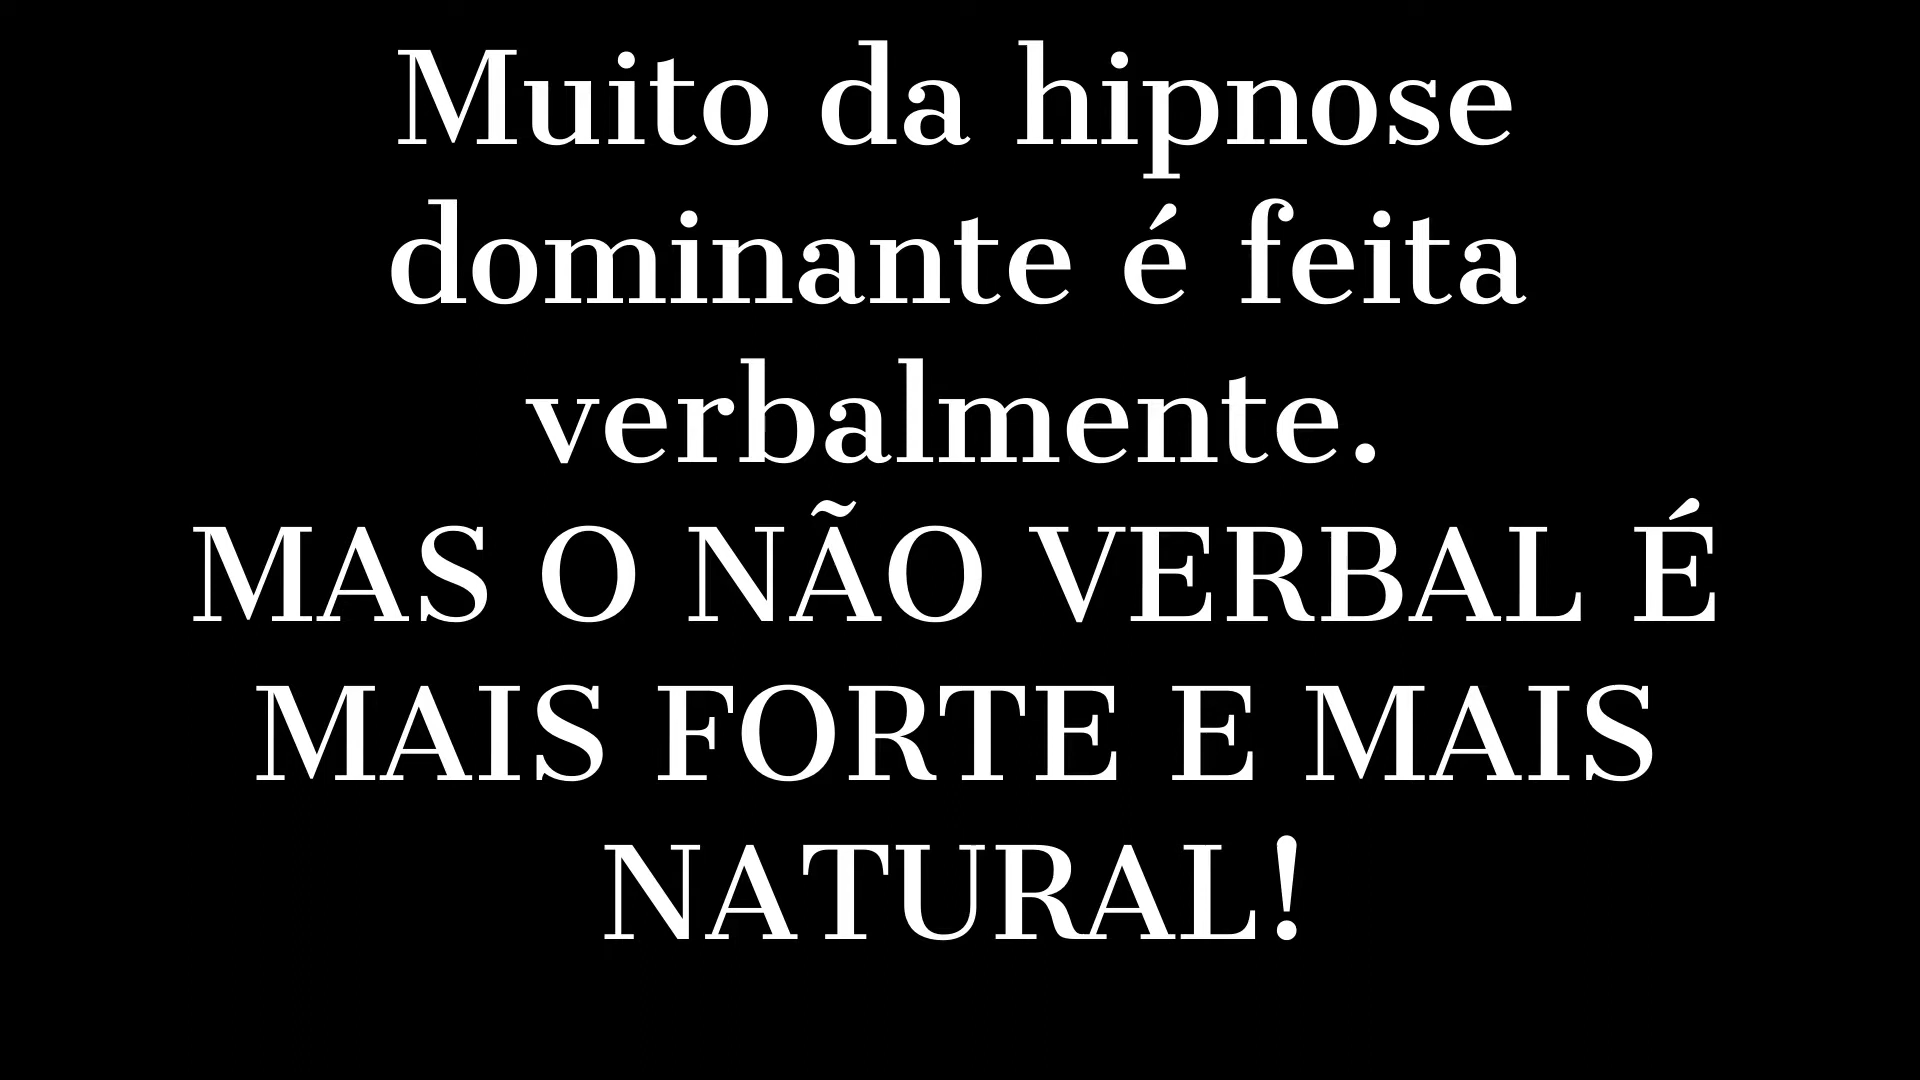 Muito da hipnose
dominante é feita
verbalmente.
MAS O NÃO VERBAL É
MAIS FORTE E MAIS
NATURAL!